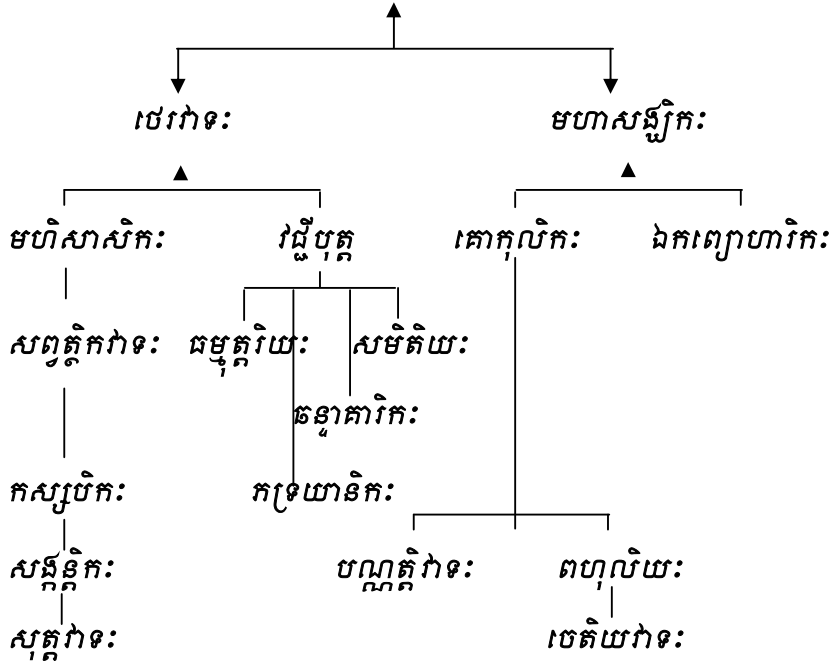 ថេរវាទៈ មហាសង្ឃិកៈ
មហិសាសិកៈ វជ្ជីបុត្ត គោកុលិកៈ ឯកព្យោហារិកៈ
សព្វត្ថិកវាទៈ ធម្មុត្តរិយៈ សមិតិយៈ
ឆន្ទាគារិកៈ
កស្សបិកៈ ភទ្រយានិកៈ
សង្កន្តិកៈ បណ្ណត្តិវាទៈ ពហុលិយៈ
សុត្តវាទៈ ចេតិយវាទៈ